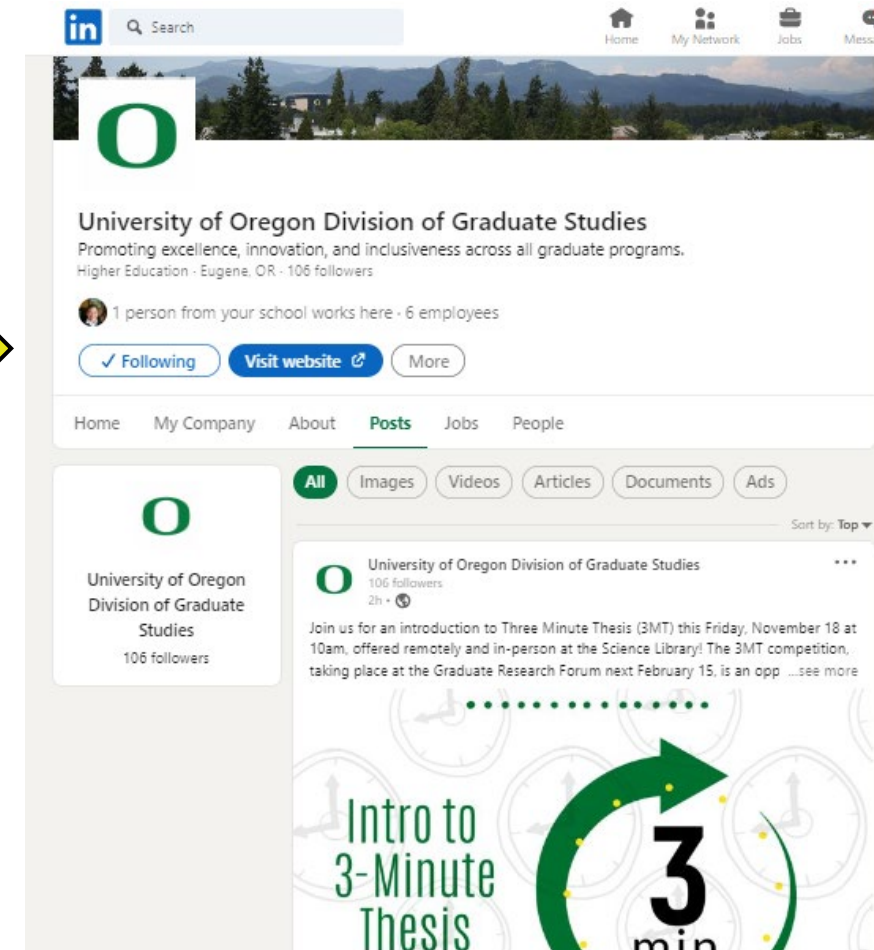 in
Search
Home
My Network
Jobs
O
University of Oregon Division of Graduate Studies
Promoting excellence, innovation, and inclusiveness across all graduate programs.
Higher Education · Eugene, OR · 106 followers
1 person from your school works here · 6 employees
✓ Following
Visit website
More
Home
My Company
About
Posts
Jobs
People
O
University of Oregon
Division of Graduate
Studies
106 followers
All
Images
Videos
Articles
Documents
Ads
Sort by: Top
O
University of Oregon Division of Graduate Studies
106 followers
2h •
Join us for an introduction to Three Minute Thesis (3MT) this Friday, November 18 at
10am, offered remotely and in-person at the Science Library! The 3MT competition,
taking place at the Graduate Research Forum next February 15, is an opp ...see more
Intro to
3-Minute
Thesis
3
min